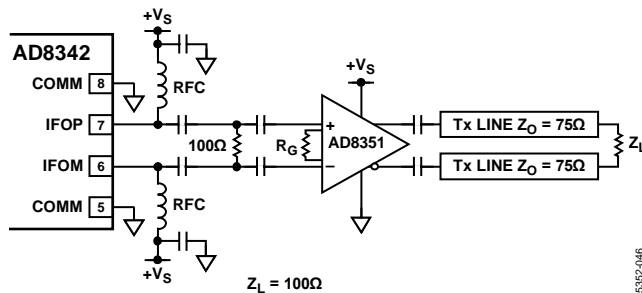 +VS
AD8342
COMM 8
RFC
+VS
IFOP 7
100Ω
RG
+
AD8351
−
Tx LINE ZO = 75Ω
ZL
IFOM 6
Tx LINE ZO = 75Ω
COMM 5
RFC
+VS
ZL = 100Ω
5352-046